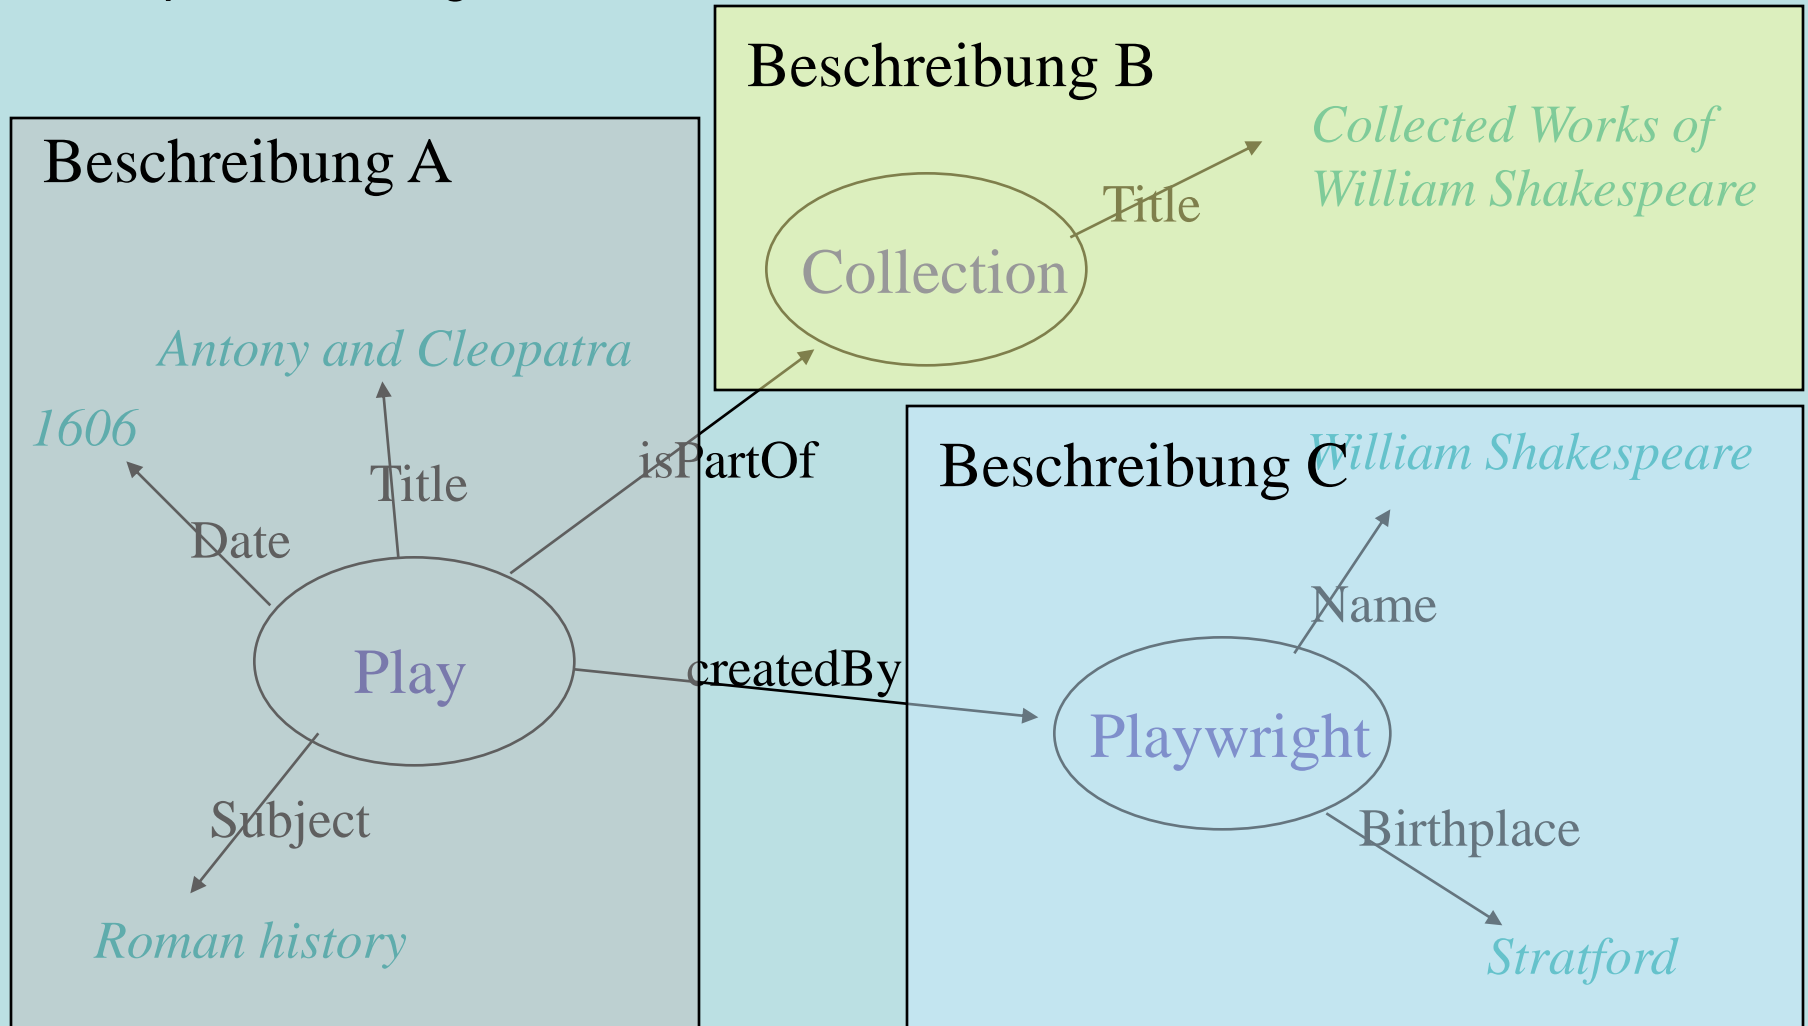 Beschreibung B
Collected Works of
William Shakespeare
Title
Collection
Beschreibung A
Antony and Cleopatra
1606
Title
isPartOf
Date
Play
createdBy
Subject
Roman history
Beschreibung C
William Shakespeare
Name
Playwright
Birthplace
Stratford